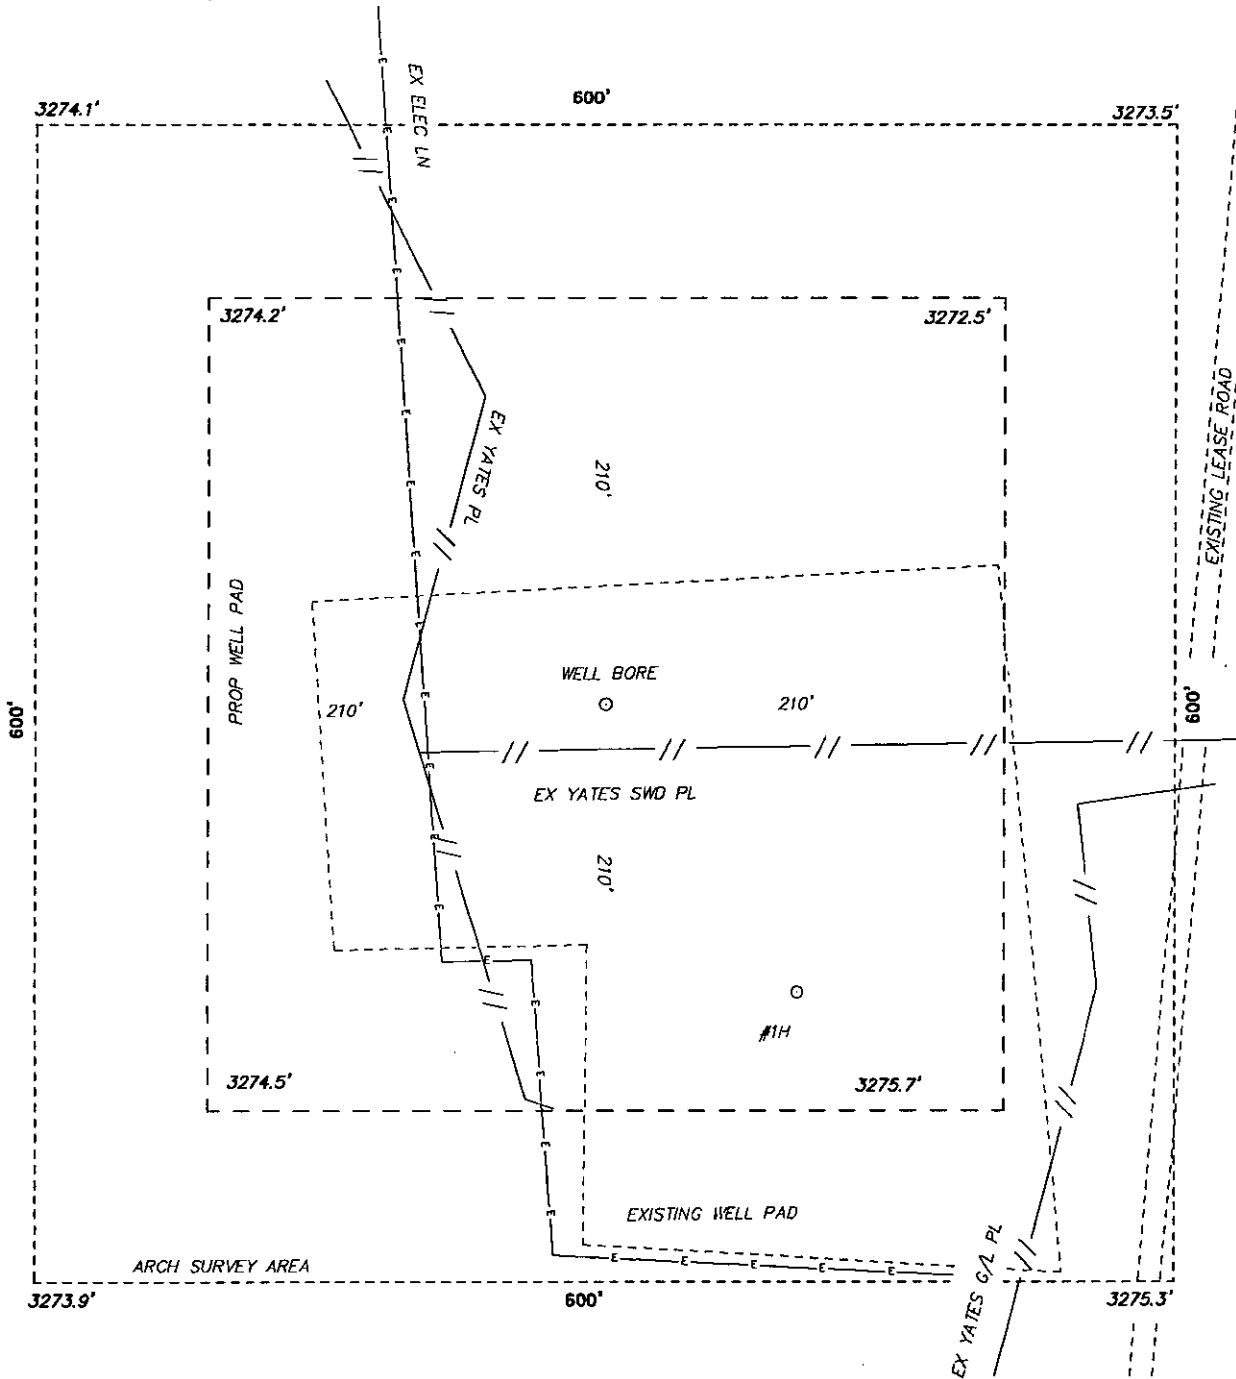 EX ELEC LN
600'
3274.1'
3273.5'
3274.2'
3272.5'
EXISTING LEASE ROAD
EX YATES PL
210'
PROP WELL PAD
WELL BORE
210'
210'
600'
600'
EX YATES SWD PL
210'
#1H
3274.5'
3275.7'
EXISTING WELL PAD
EX YATES G/L PL
ARCH SURVEY AREA
3273.9'
600'
3275.3'